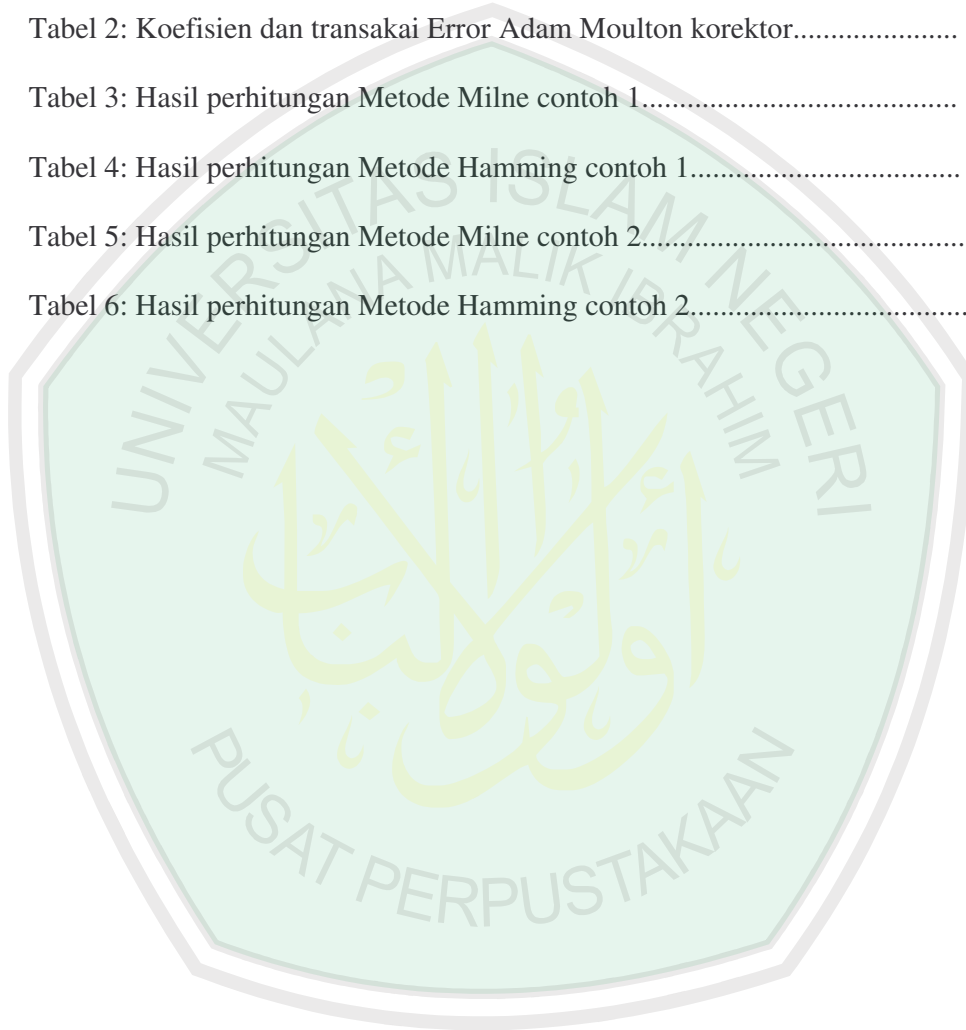 Tabel 2: Koefisien dan transakai Error Adam Moulton korektor......................
Tabel 3: Hasil perhitungan Metode Milne contoh 1..........................................
Tabel 4: Hasil perhitungan Metode Hamming contoh 1....................................
Tabel 5: Hasil perhitungan Metode Milne contoh 2...........................................
Tabel 6: Hasil perhitungan Metode Hamming contoh 2.....................................
UNIVERSITAS ISLAM NEGERI
MAULANA MALIK IBRAHIM
PUSAT PERPUSTAKAAN